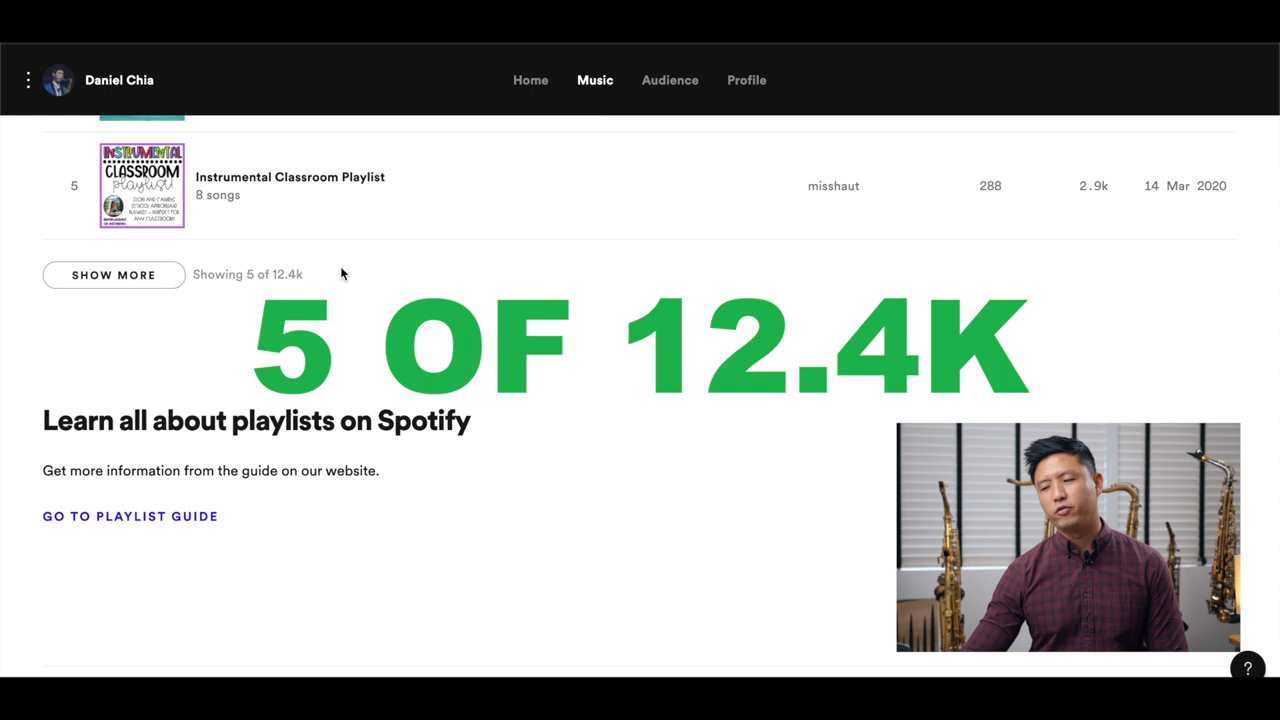 Daniel Chia
Home Music Audience Profile
INSTRUMENTAL
CLASSROOM
playlist!
5 Instrumental Classroom Playlist misshaut 288 2.9k 14 Mar 2020
8 songs
SHOW MORE Showing 5 of 12.4k
5 OF 12.4K
Learn all about playlists on Spotify
Get more information from the guide on our website.
GO TO PLAYLIST GUIDE
?